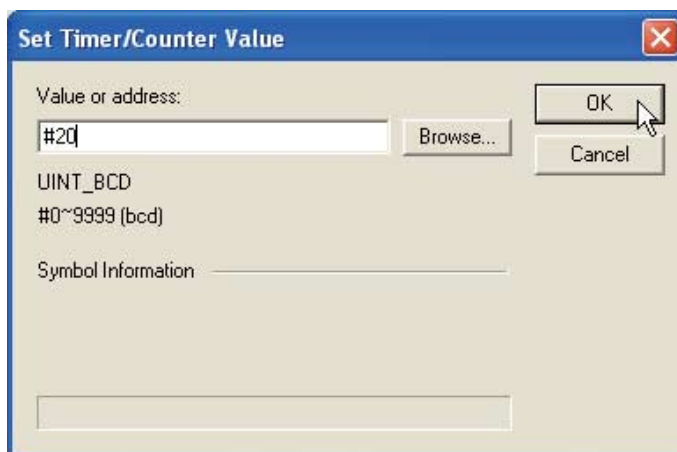 Set Timer/Counter Value
Value or address:
#20
Browse...
OK
Cancel
UINT_BCD
#0~9999 (bcd)
Symbol Information